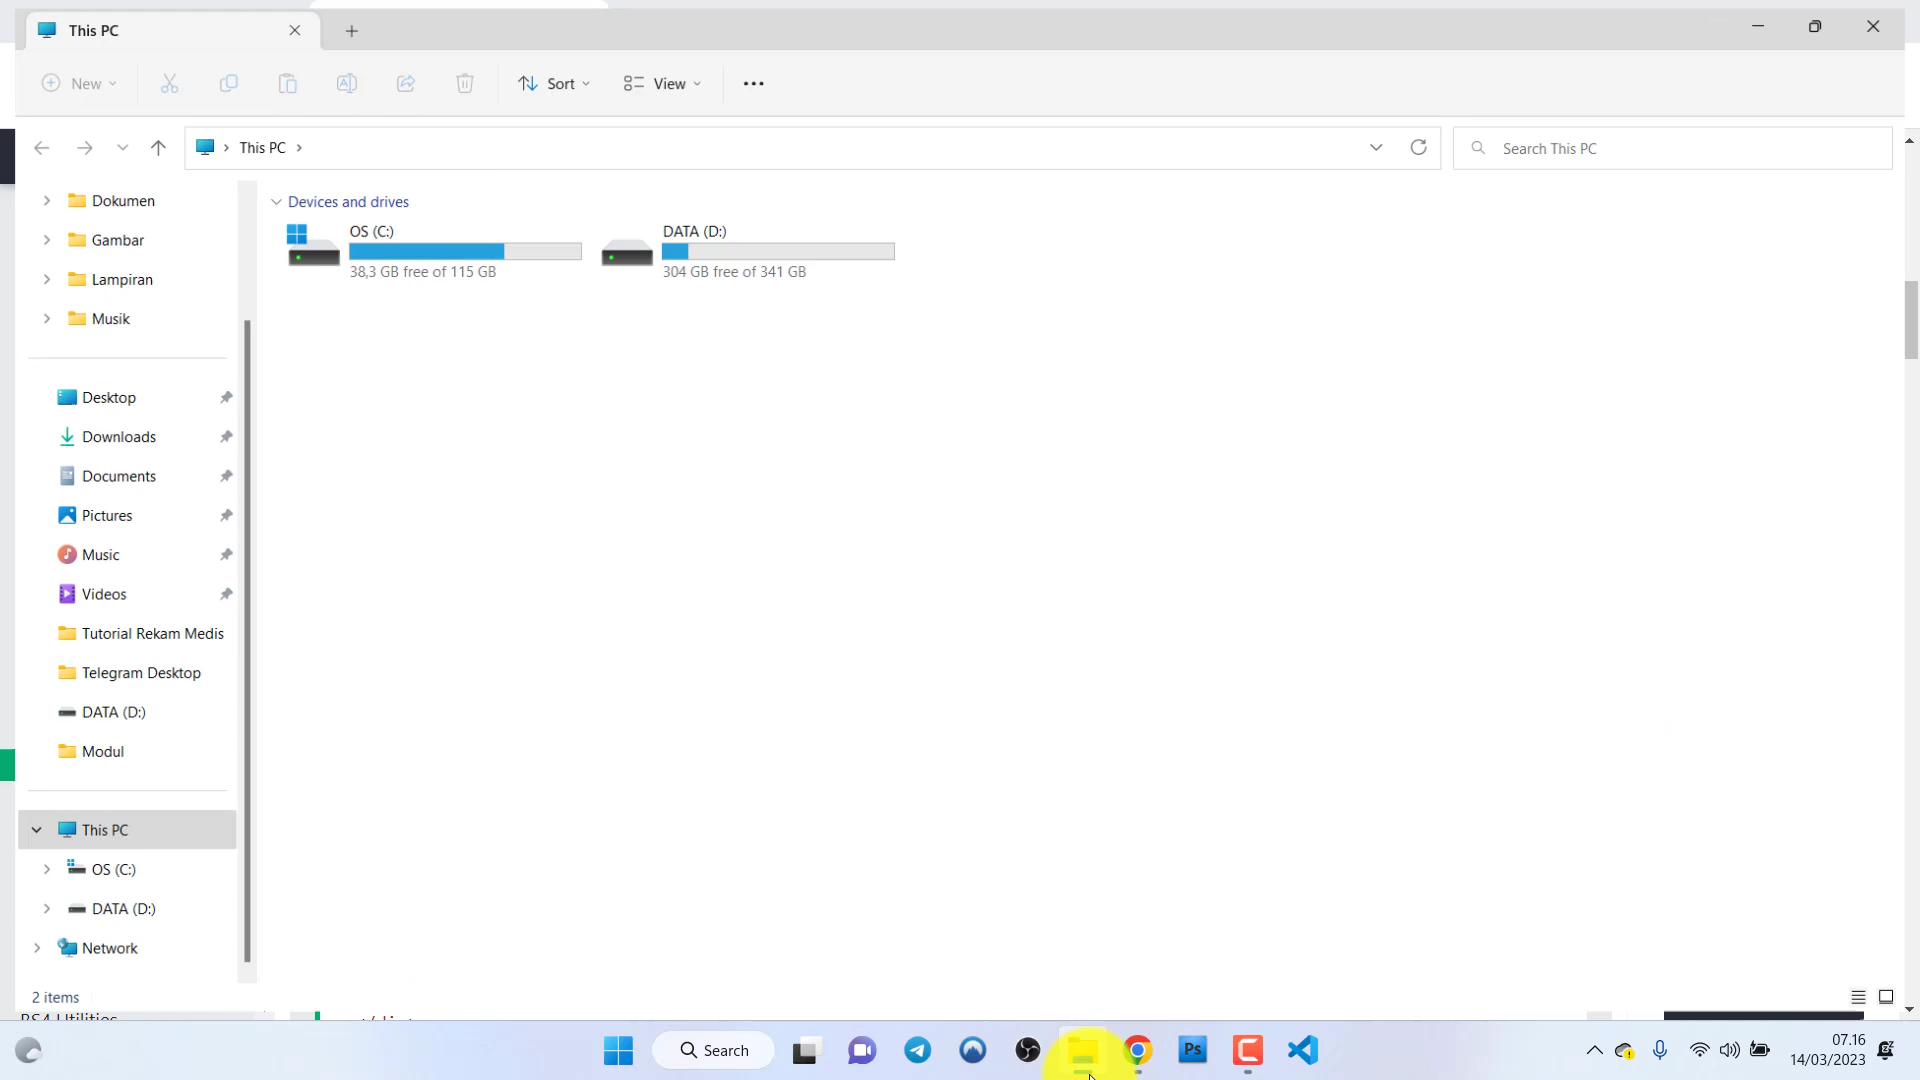 This PC
New
Sort
View
This PC
Search This PC
Dokumen
Gambar
Lampiran
Musik
Desktop
Downloads
Documents
Pictures
Music
Videos
Tutorial Rekam Medis
Telegram Desktop
DATA (D:)
Modul
This PC
OS (C:)
DATA (D:)
Network
Devices and drives
OS (C:)
38,3 GB free of 115 GB
DATA (D:)
304 GB free of 341 GB
2 items
BS4 Utilities
Search
Ps
07.16
14/03/2023